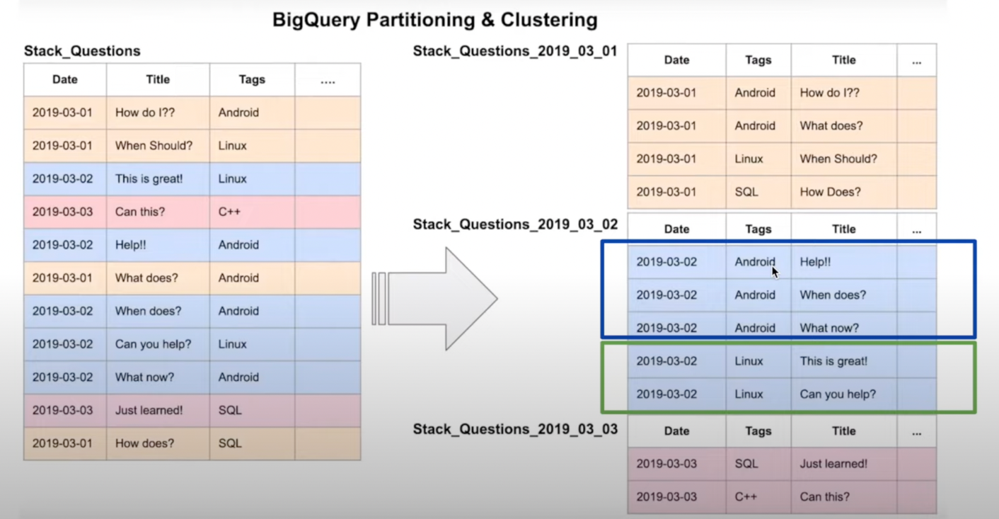 BigQuery Partitioning & Clustering
Stack_Questions
Date Title Tags ....
2019-03-01 How do I?? Android
2019-03-01 When Should? Linux
2019-03-02 This is great! Linux
2019-03-03 Can this? C++
2019-03-02 Help!! Android
2019-03-01 What does? Android
2019-03-02 When does? Android
2019-03-02 Can you help? Linux
2019-03-02 What now? Android
2019-03-03 Just learned! SQL
2019-03-01 How does? SQL
Stack_Questions_2019_03_01
Date Tags Title ...
2019-03-01 Android How do I??
2019-03-01 Android What does?
2019-03-01 Linux When Should?
2019-03-01 SQL How Does?
Stack_Questions_2019_03_02
Date Tags Title ...
2019-03-02 Android Help!!
2019-03-02 Android When does?
2019-03-02 Android What now?
2019-03-02 Linux This is great!
2019-03-02 Linux Can you help?
Stack_Questions_2019_03_03
Date Tags Title ...
2019-03-03 SQL Just learned!
2019-03-03 C++ Can this?